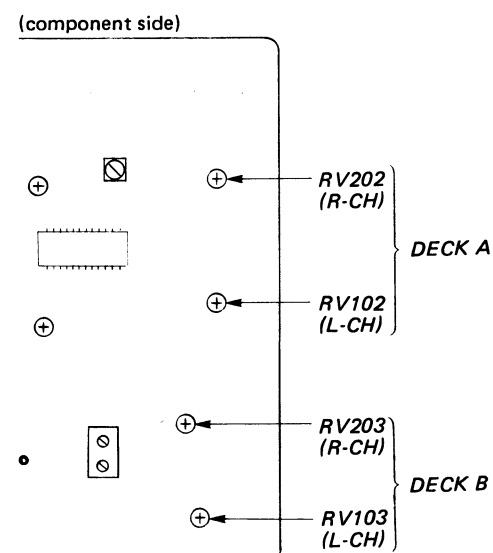 (component side)
RV202
(R-CH)
DECK A
RV102
(L-CH)
RV203
(R-CH)
DECK B
RV103
(L-CH)